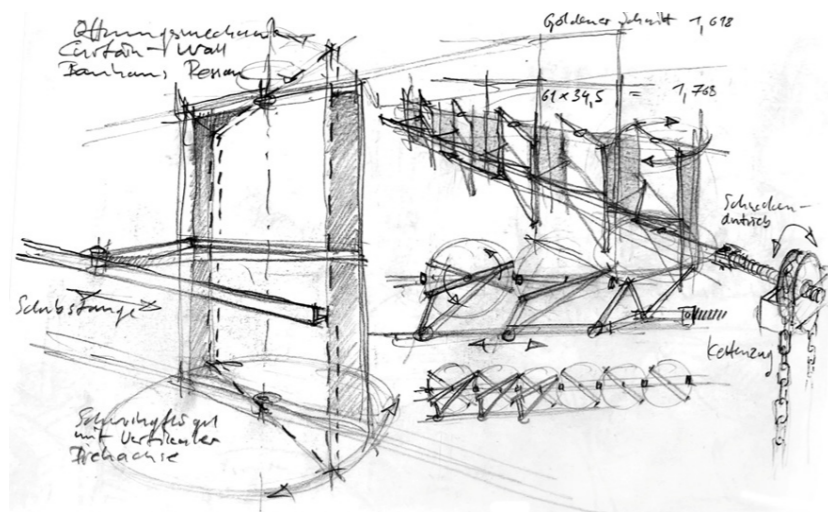 Öffnungsmechanik
Curtain-Wall
Bauhaus Dessau
Goldener Schnitt 1,618
61 x 34,5 = 1,768
Schnecken-
antrieb
Schubstange
Kettenzug
Schwingflügel
mit vertikaler
Drehachse